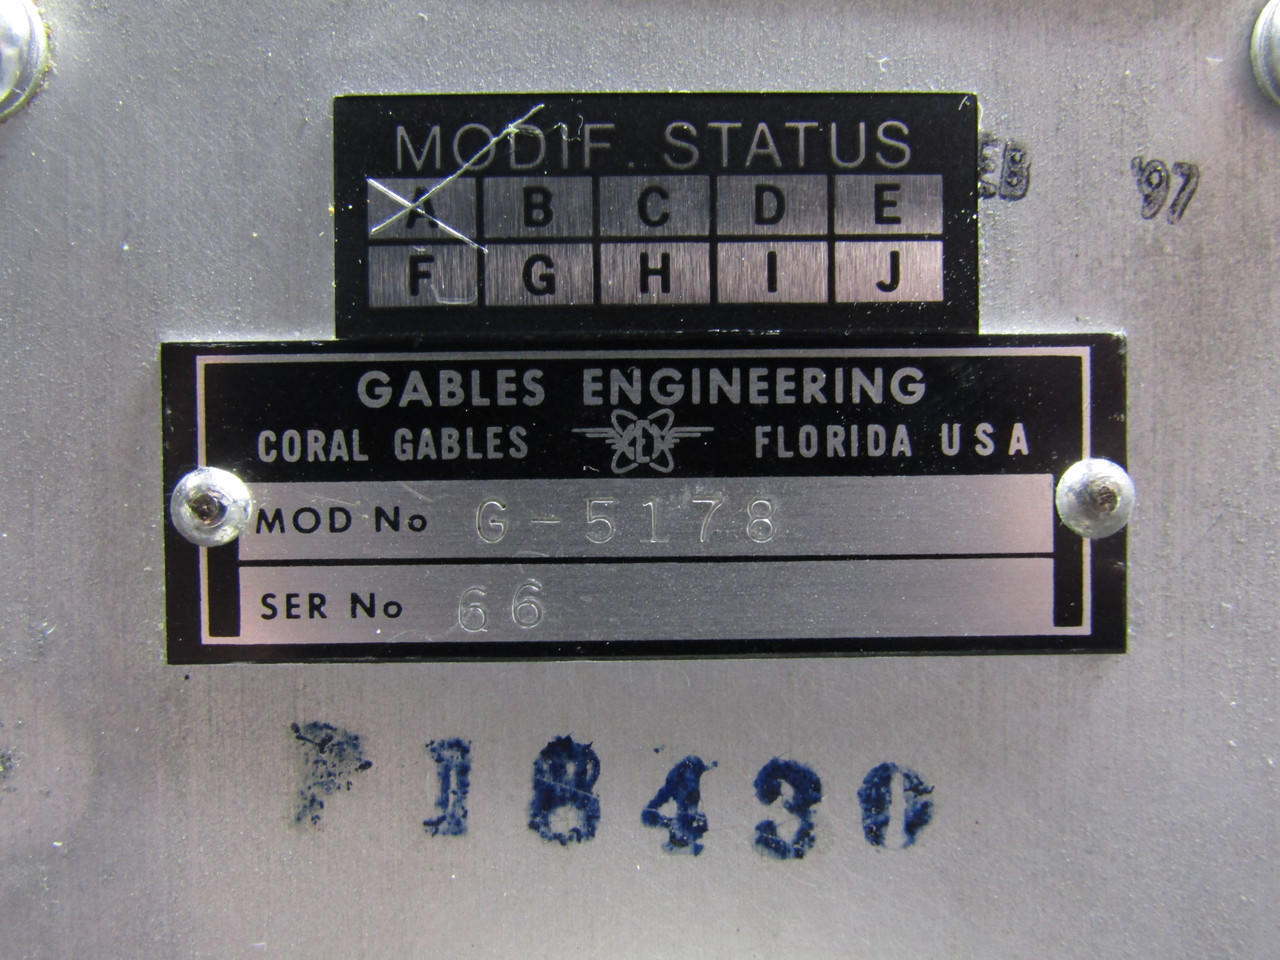 MODIF. STATUS
A B C D E
F G H I J
97
GABLES ENGINEERING
CORAL GABLES FLORIDA USA
MOD No G-5178
SER No 66
P18430